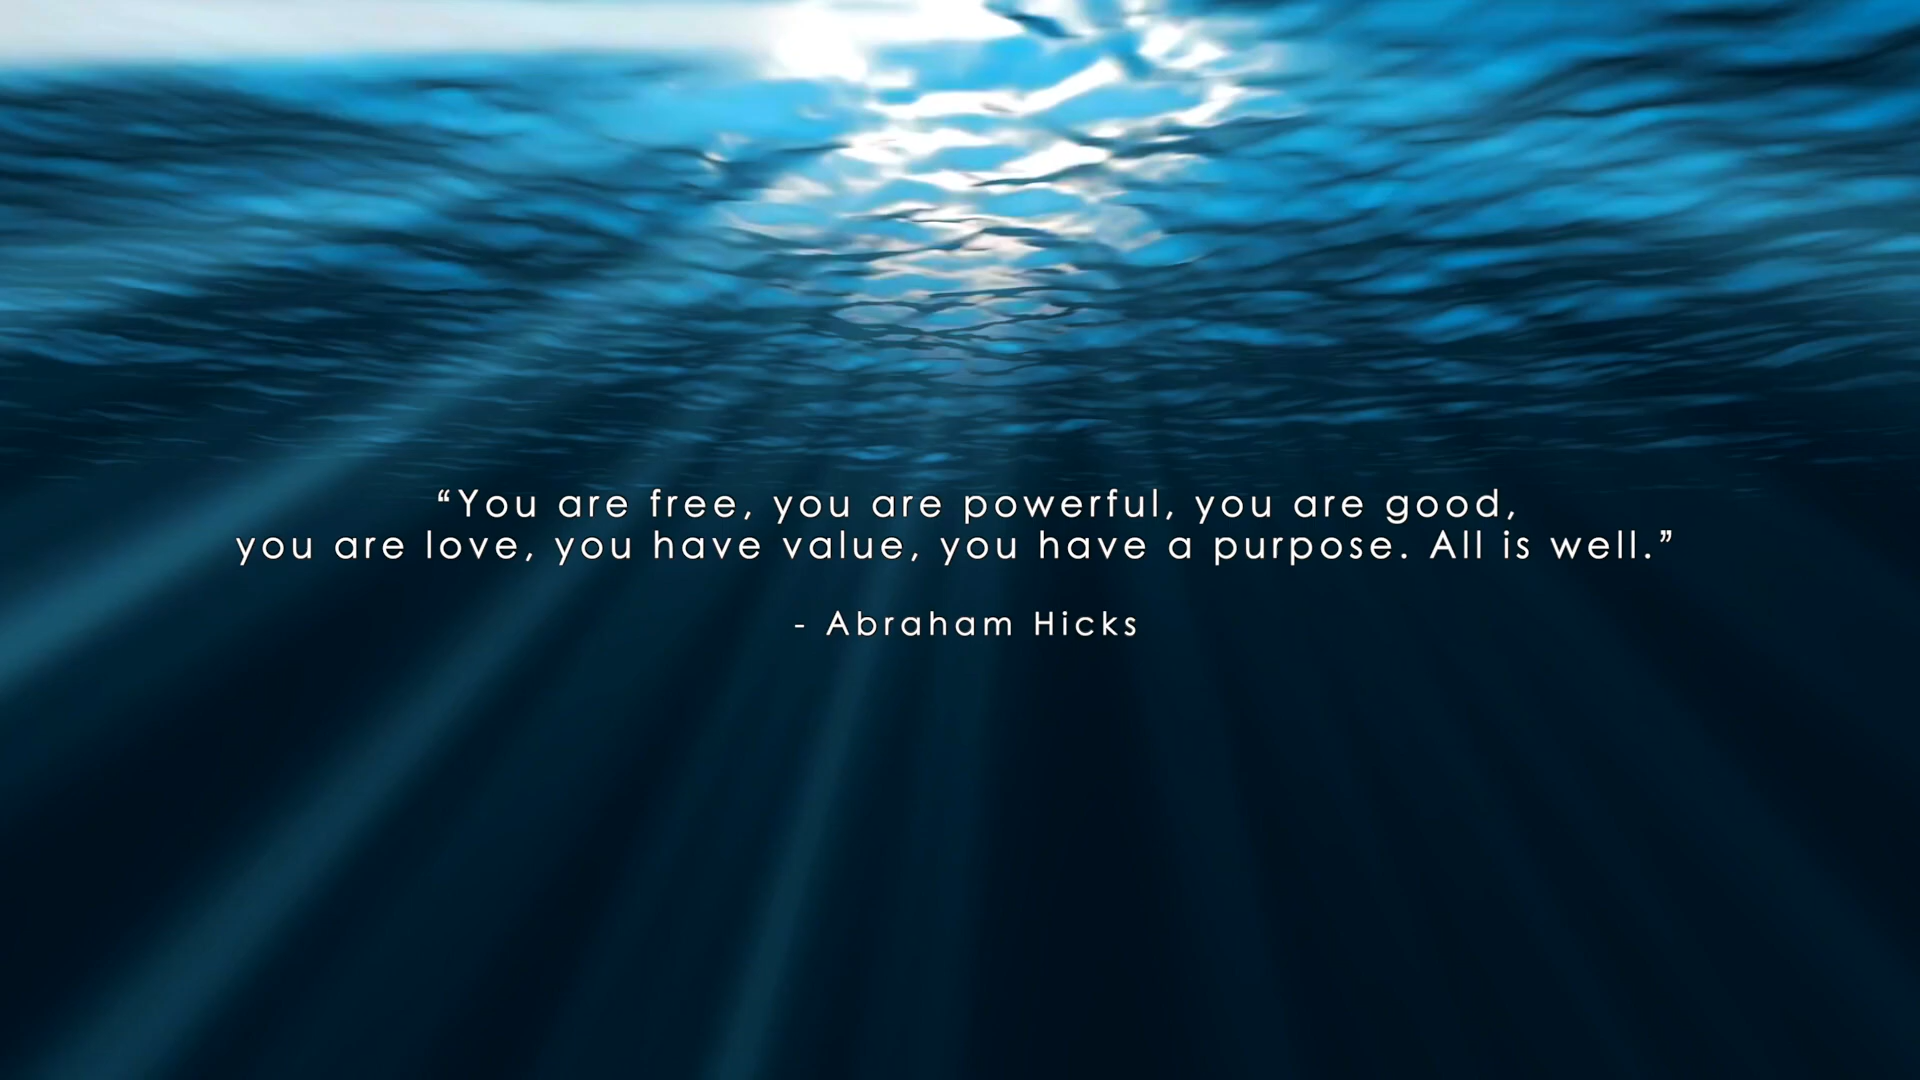 “You are free, you are powerful, you are good,
you are love, you have value, you have a purpose. All is well.”
- Abraham Hicks